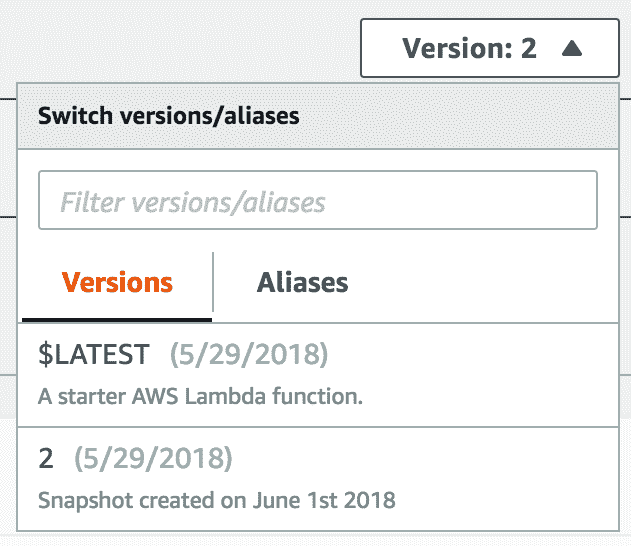 Version: 2 ▲
Switch versions/aliases
Filter versions/aliases
Versions Aliases
$LATEST (5/29/2018)
A starter AWS Lambda function.
2 (5/29/2018)
Snapshot created on June 1st 2018